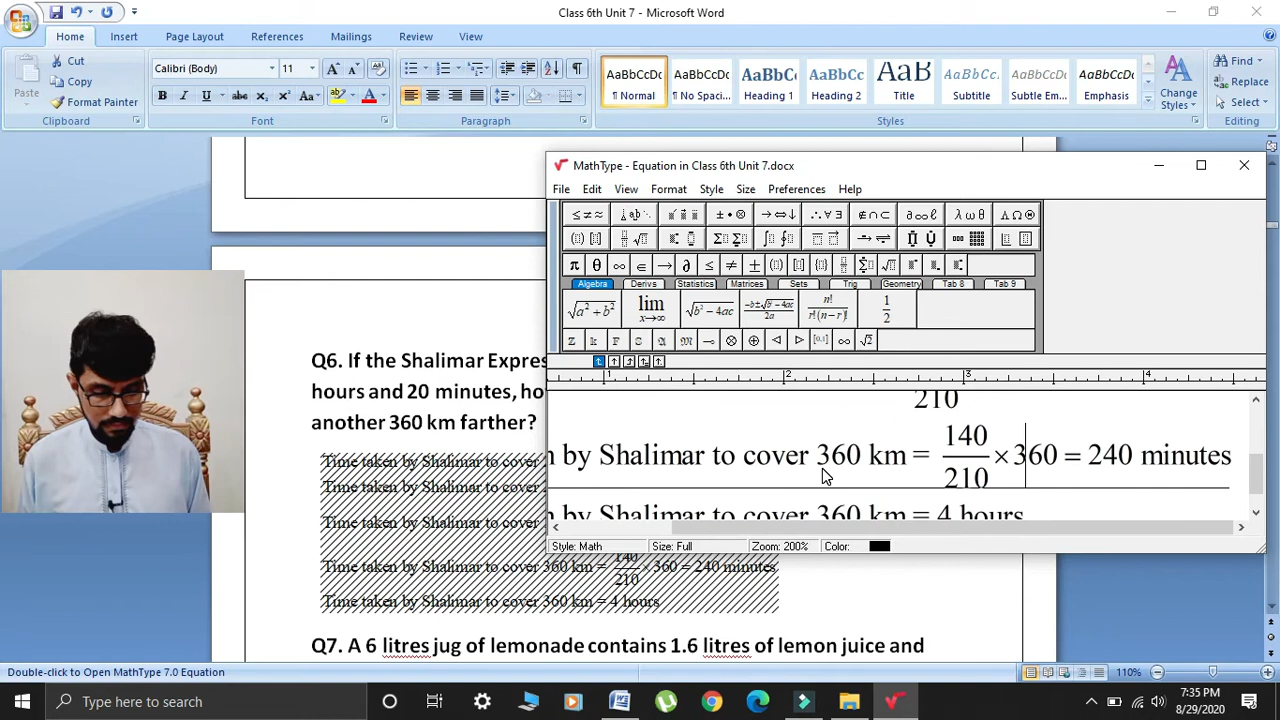 Class 6th Unit 7 - Microsoft Word
Home Insert Page Layout References Mailings Review View
Cut
Copy
Format Painter
Paste
Clipboard
Calibri (Body) 11
Font
Paragraph
AaBbCcDc AaBbCcDc AaBbC AaBbCc AaB AaBbCc. AaBbCcDc AaBbCcDc
¶ Normal ¶ No Spaci... Heading 1 Heading 2 Title Subtitle Subtle Em... Emphasis
Change Styles
Styles
Find
Replace
Select
Editing
MathType - Equation in Class 6th Unit 7.docx
File Edit View Format Style Size Preferences Help
Algebra Derivs Statistics Matrices Sets Trig Geometry Tab 8 Tab 9
1 2 3 4
210
n by Shalimar to cover 360 km = 140/210 × 360 = 240 minutes
n by Shalimar to cover 360 km = 4 hours
Style: Math Size: Full Zoom: 200% Color:
Q6. If the Shalimar Expres
hours and 20 minutes, ho
another 360 km farther?
Time taken by Shalimar to cover
Time taken by Shalimar to cover
Time taken by Shalimar to cover
Time taken by Shalimar to cover 360 km = 140/210 × 360 = 240 minutes
Time taken by Shalimar to cover 360 km = 4 hours
Q7. A 6 litres jug of lemonade contains 1.6 litres of lemon juice and
Double-click to Open MathType 7.0 Equation
110%
Type here to search
7:35 PM
8/29/2020